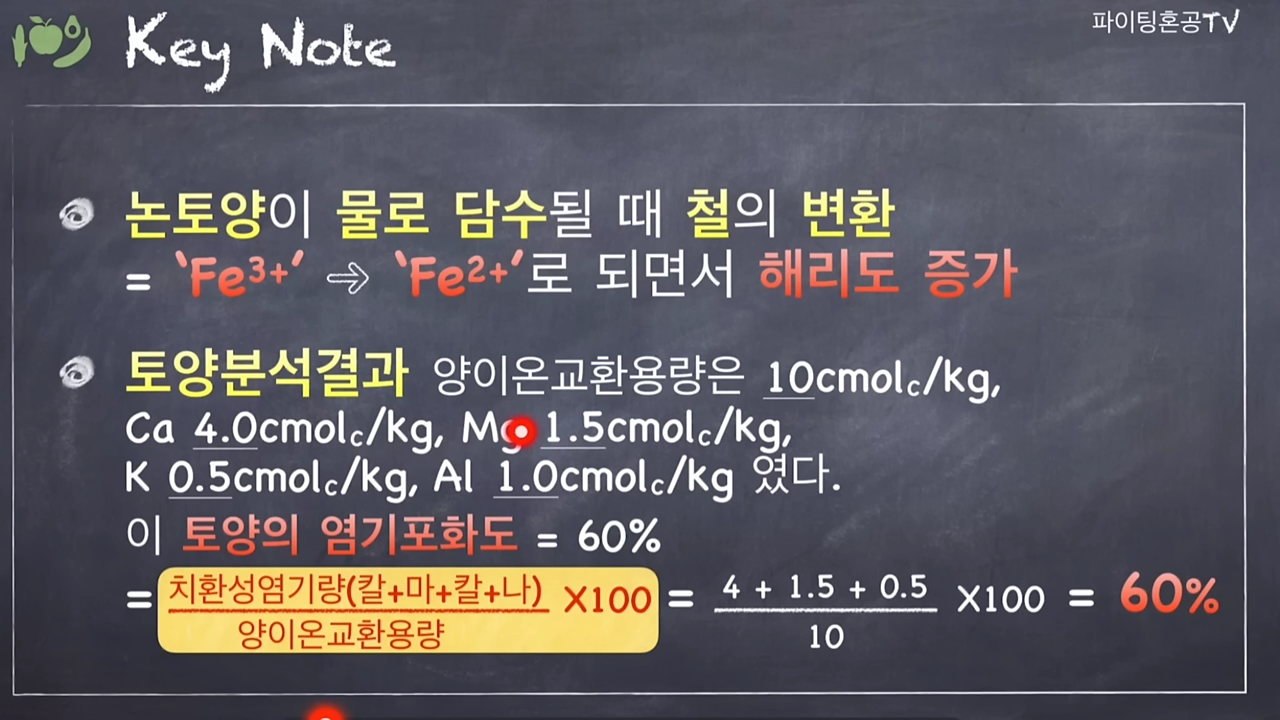 Key Note
파이팅혼공TV
논토양이 물로 담수될 때 철의 변환
= 'Fe³⁺' ⇨ 'Fe²⁺'로 되면서 해리도 증가
토양분석결과 양이온교환용량은 10cmolc/kg,
Ca 4.0cmolc/kg, Mg 1.5cmolc/kg,
K 0.5cmolc/kg, Al 1.0cmolc/kg 였다.
이 토양의 염기포화도 = 60%
= 치환성염기량(칼+마+칼+나) / 양이온교환용량 X100 = 4 + 1.5 + 0.5 / 10 X100 = 60%